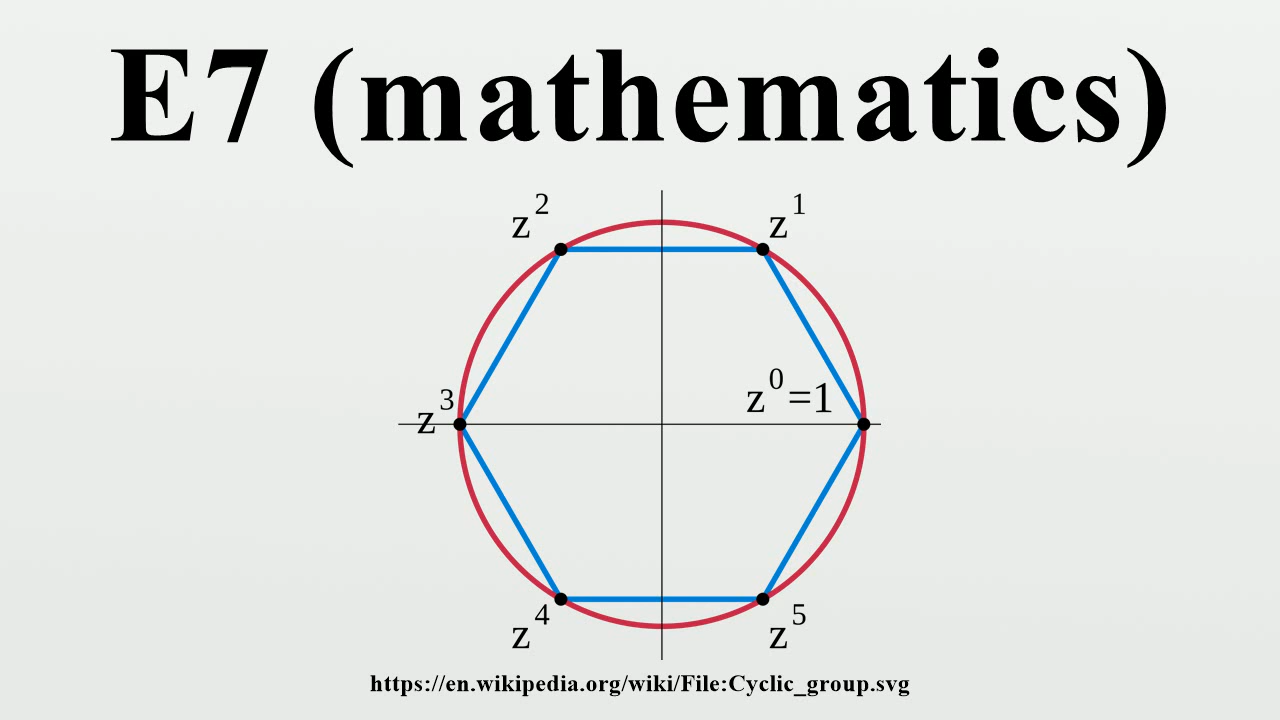 E7 (mathematics)
z² z¹
z³ z⁰=1
z⁴ z⁵
https://en.wikipedia.org/wiki/File:Cyclic_group.svg